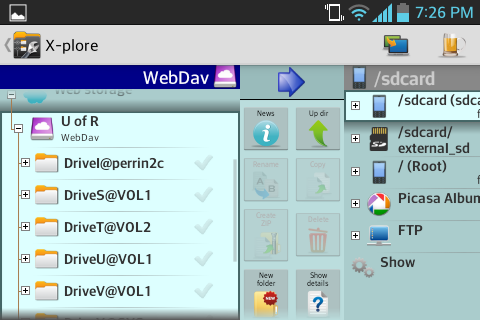 7:26 PM
X-plore
WebDav
/sdcard
Web storage
U of R
WebDav
DriveI@perrin2c
DriveS@VOL1
DriveT@VOL2
DriveU@VOL1
DriveV@VOL1
News
Up dir
Rename
Copy
Create ZIP
Delete
New folder
Show details
/sdcard (sdca
/sdcard/
external_sd
/ (Root)
Picasa Album
FTP
Show